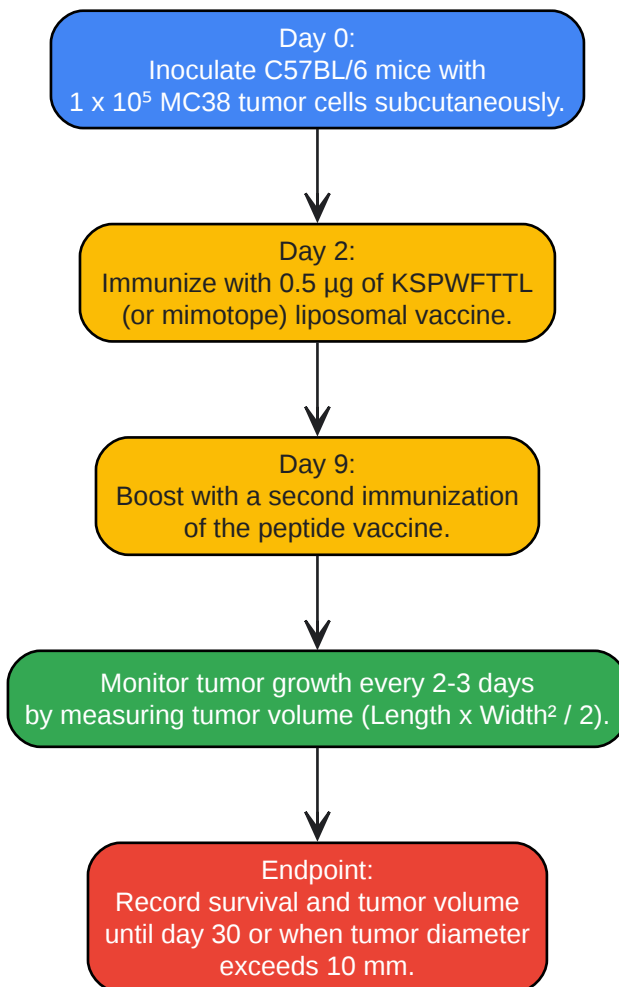 Day 0:
Inoculate C57BL/6 mice with
1 x 10⁵ MC38 tumor cells subcutaneously.
Day 2:
Immunize with 0.5 µg of KSPWFTTL
(or mimotope) liposomal vaccine.
Day 9:
Boost with a second immunization
of the peptide vaccine.
Monitor tumor growth every 2-3 days
by measuring tumor volume (Length x Width² / 2).
Endpoint:
Record survival and tumor volume
until day 30 or when tumor diameter
exceeds 10 mm.